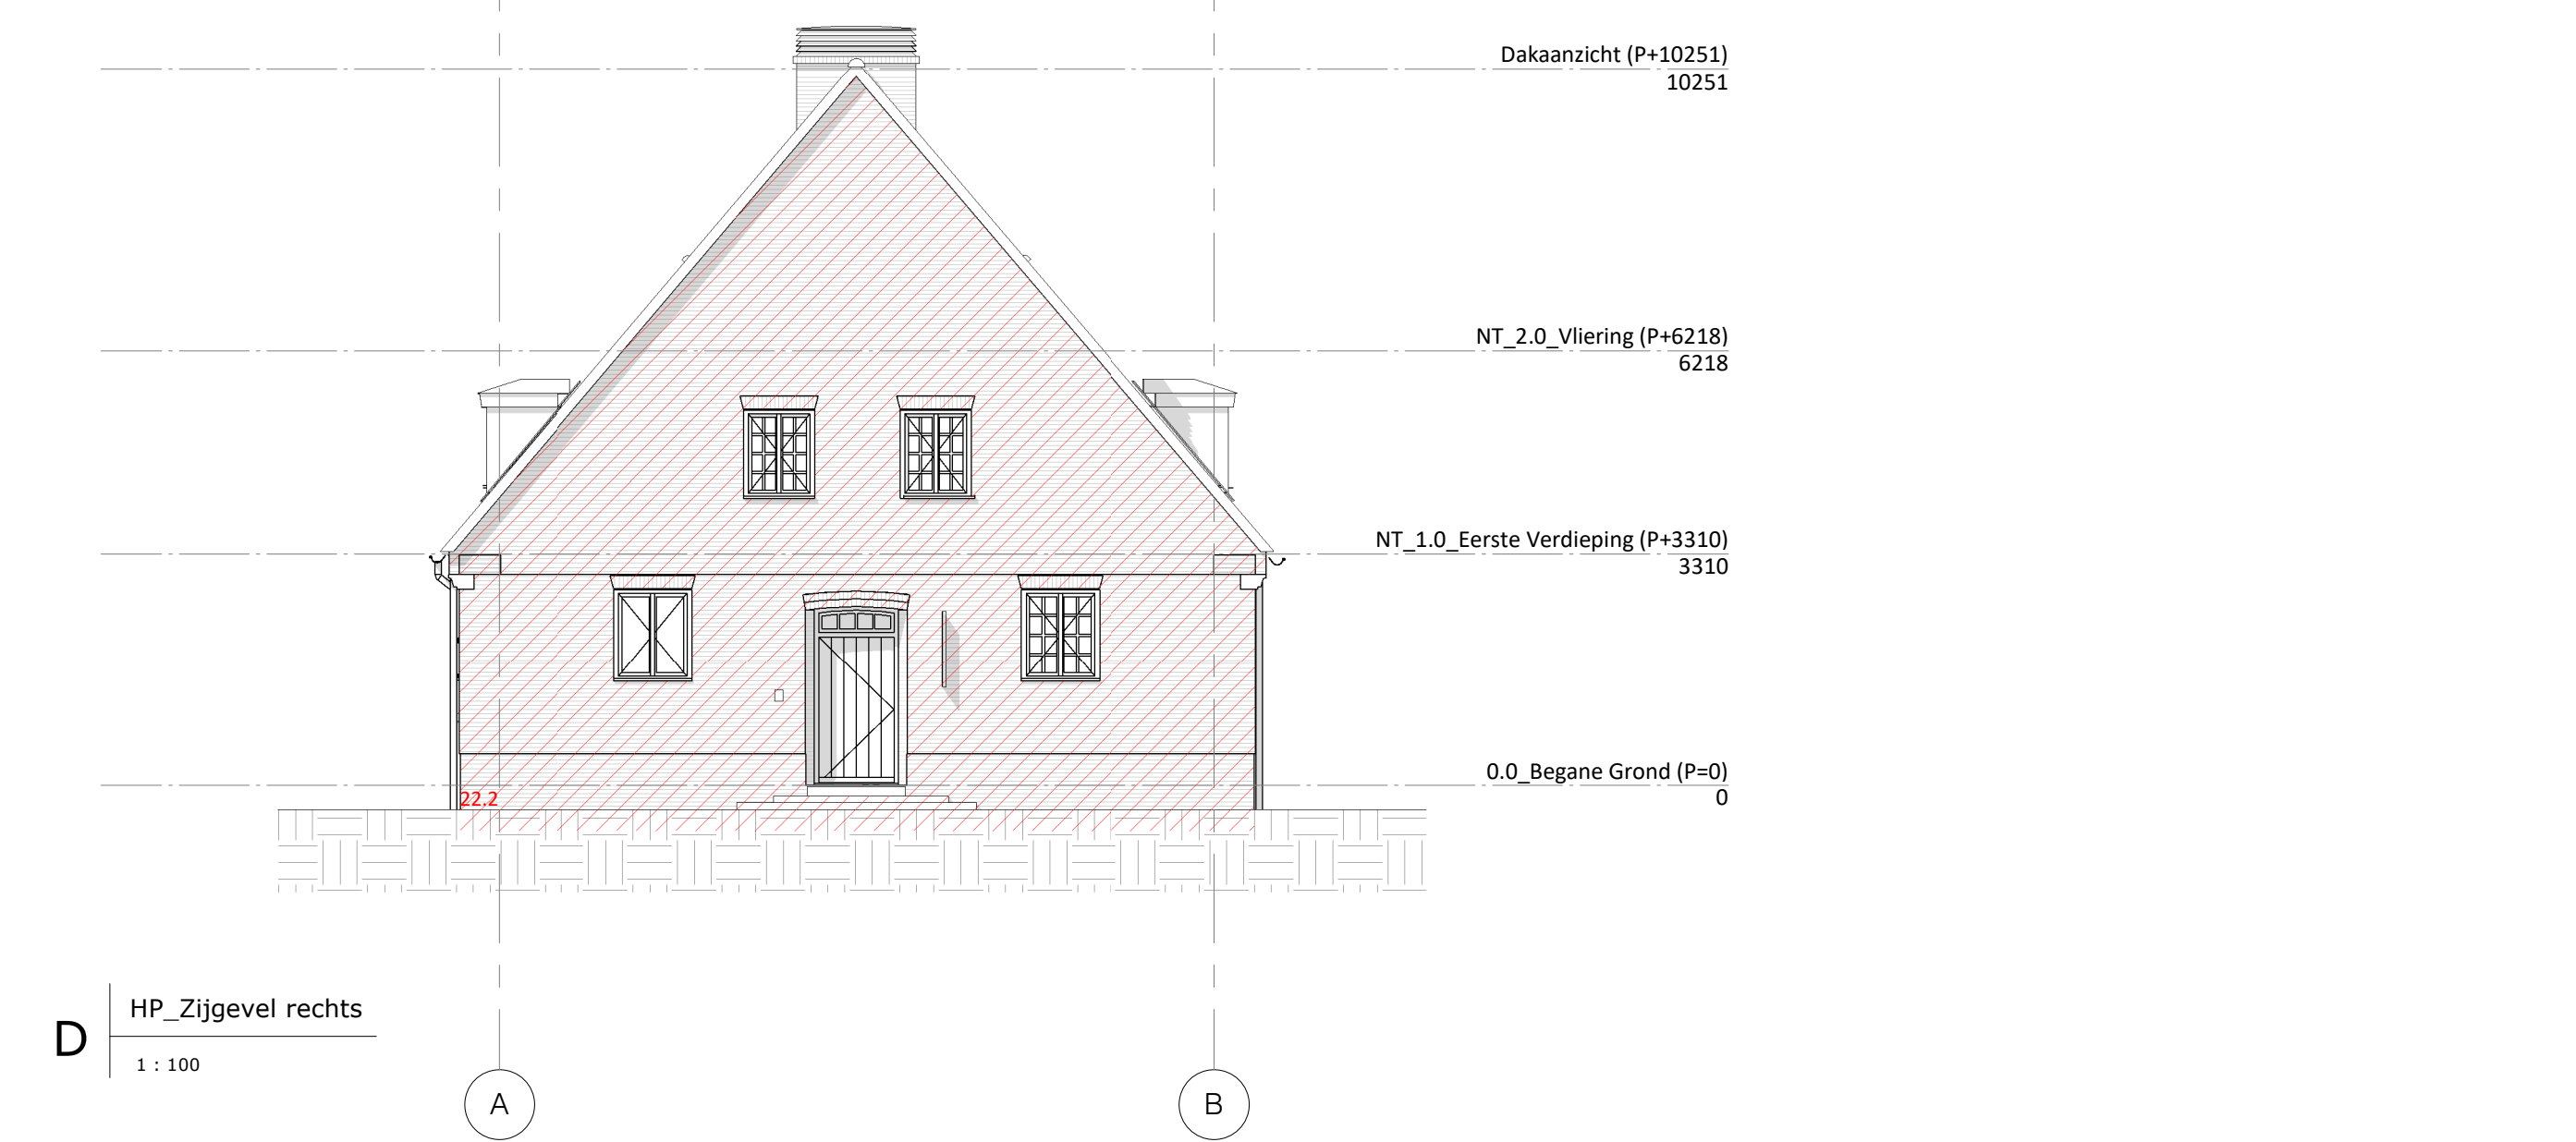 Dakaanzicht (P+10251)
10251
NT_2.0_Vliering (P+6218)
6218
NT_1.0_Eerste Verdieping (P+3310)
3310
0.0_Begane Grond (P=0)
0
22.2
D
HP_Zijgevel rechts
1 : 100
A
B